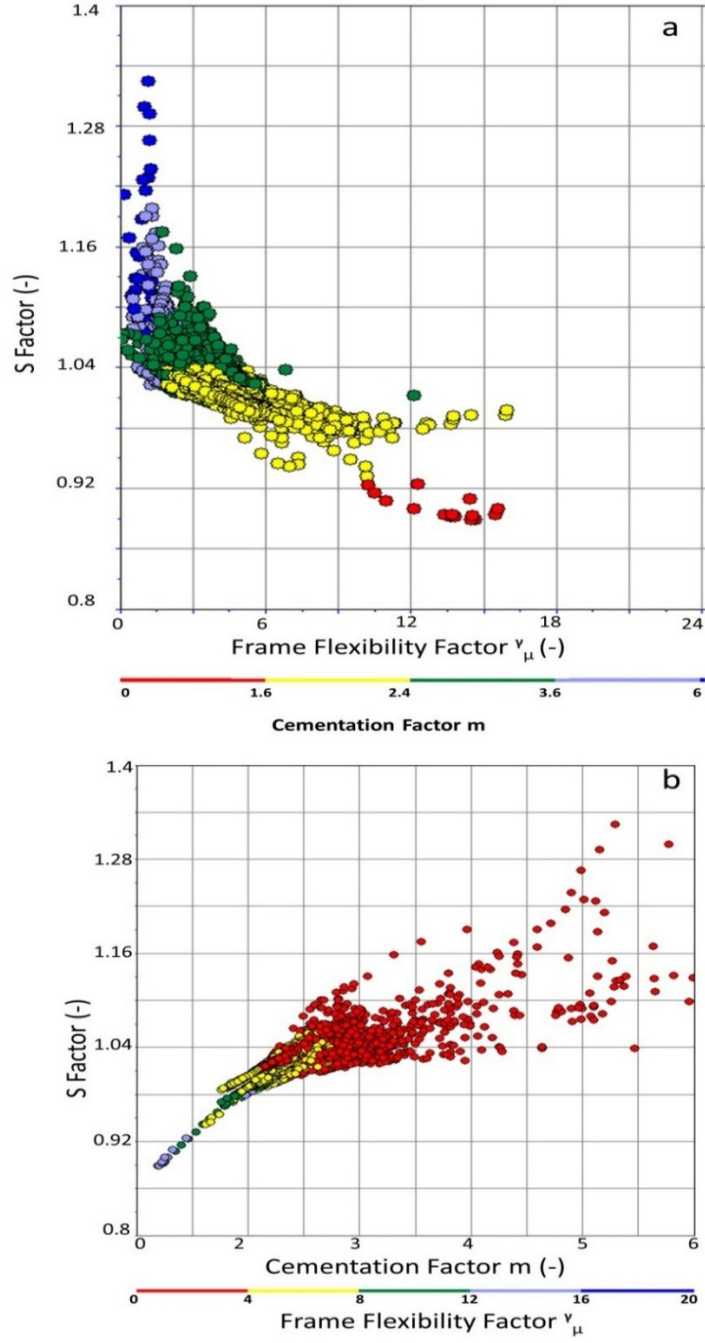 a
1.4
1.28
1.16
1.04
0.92
0.8
S Factor (-)
0 6 12 18 24
Frame Flexibility Factor γμ (-)
0 1.6 2.4 3.6 6
Cementation Factor m
b
1.4
1.28
1.16
1.04
0.92
0.8
S Factor (-)
0 2 3 4 5 6
Cementation Factor m (-)
0 4 8 12 16 20
Frame Flexibility Factor γμ